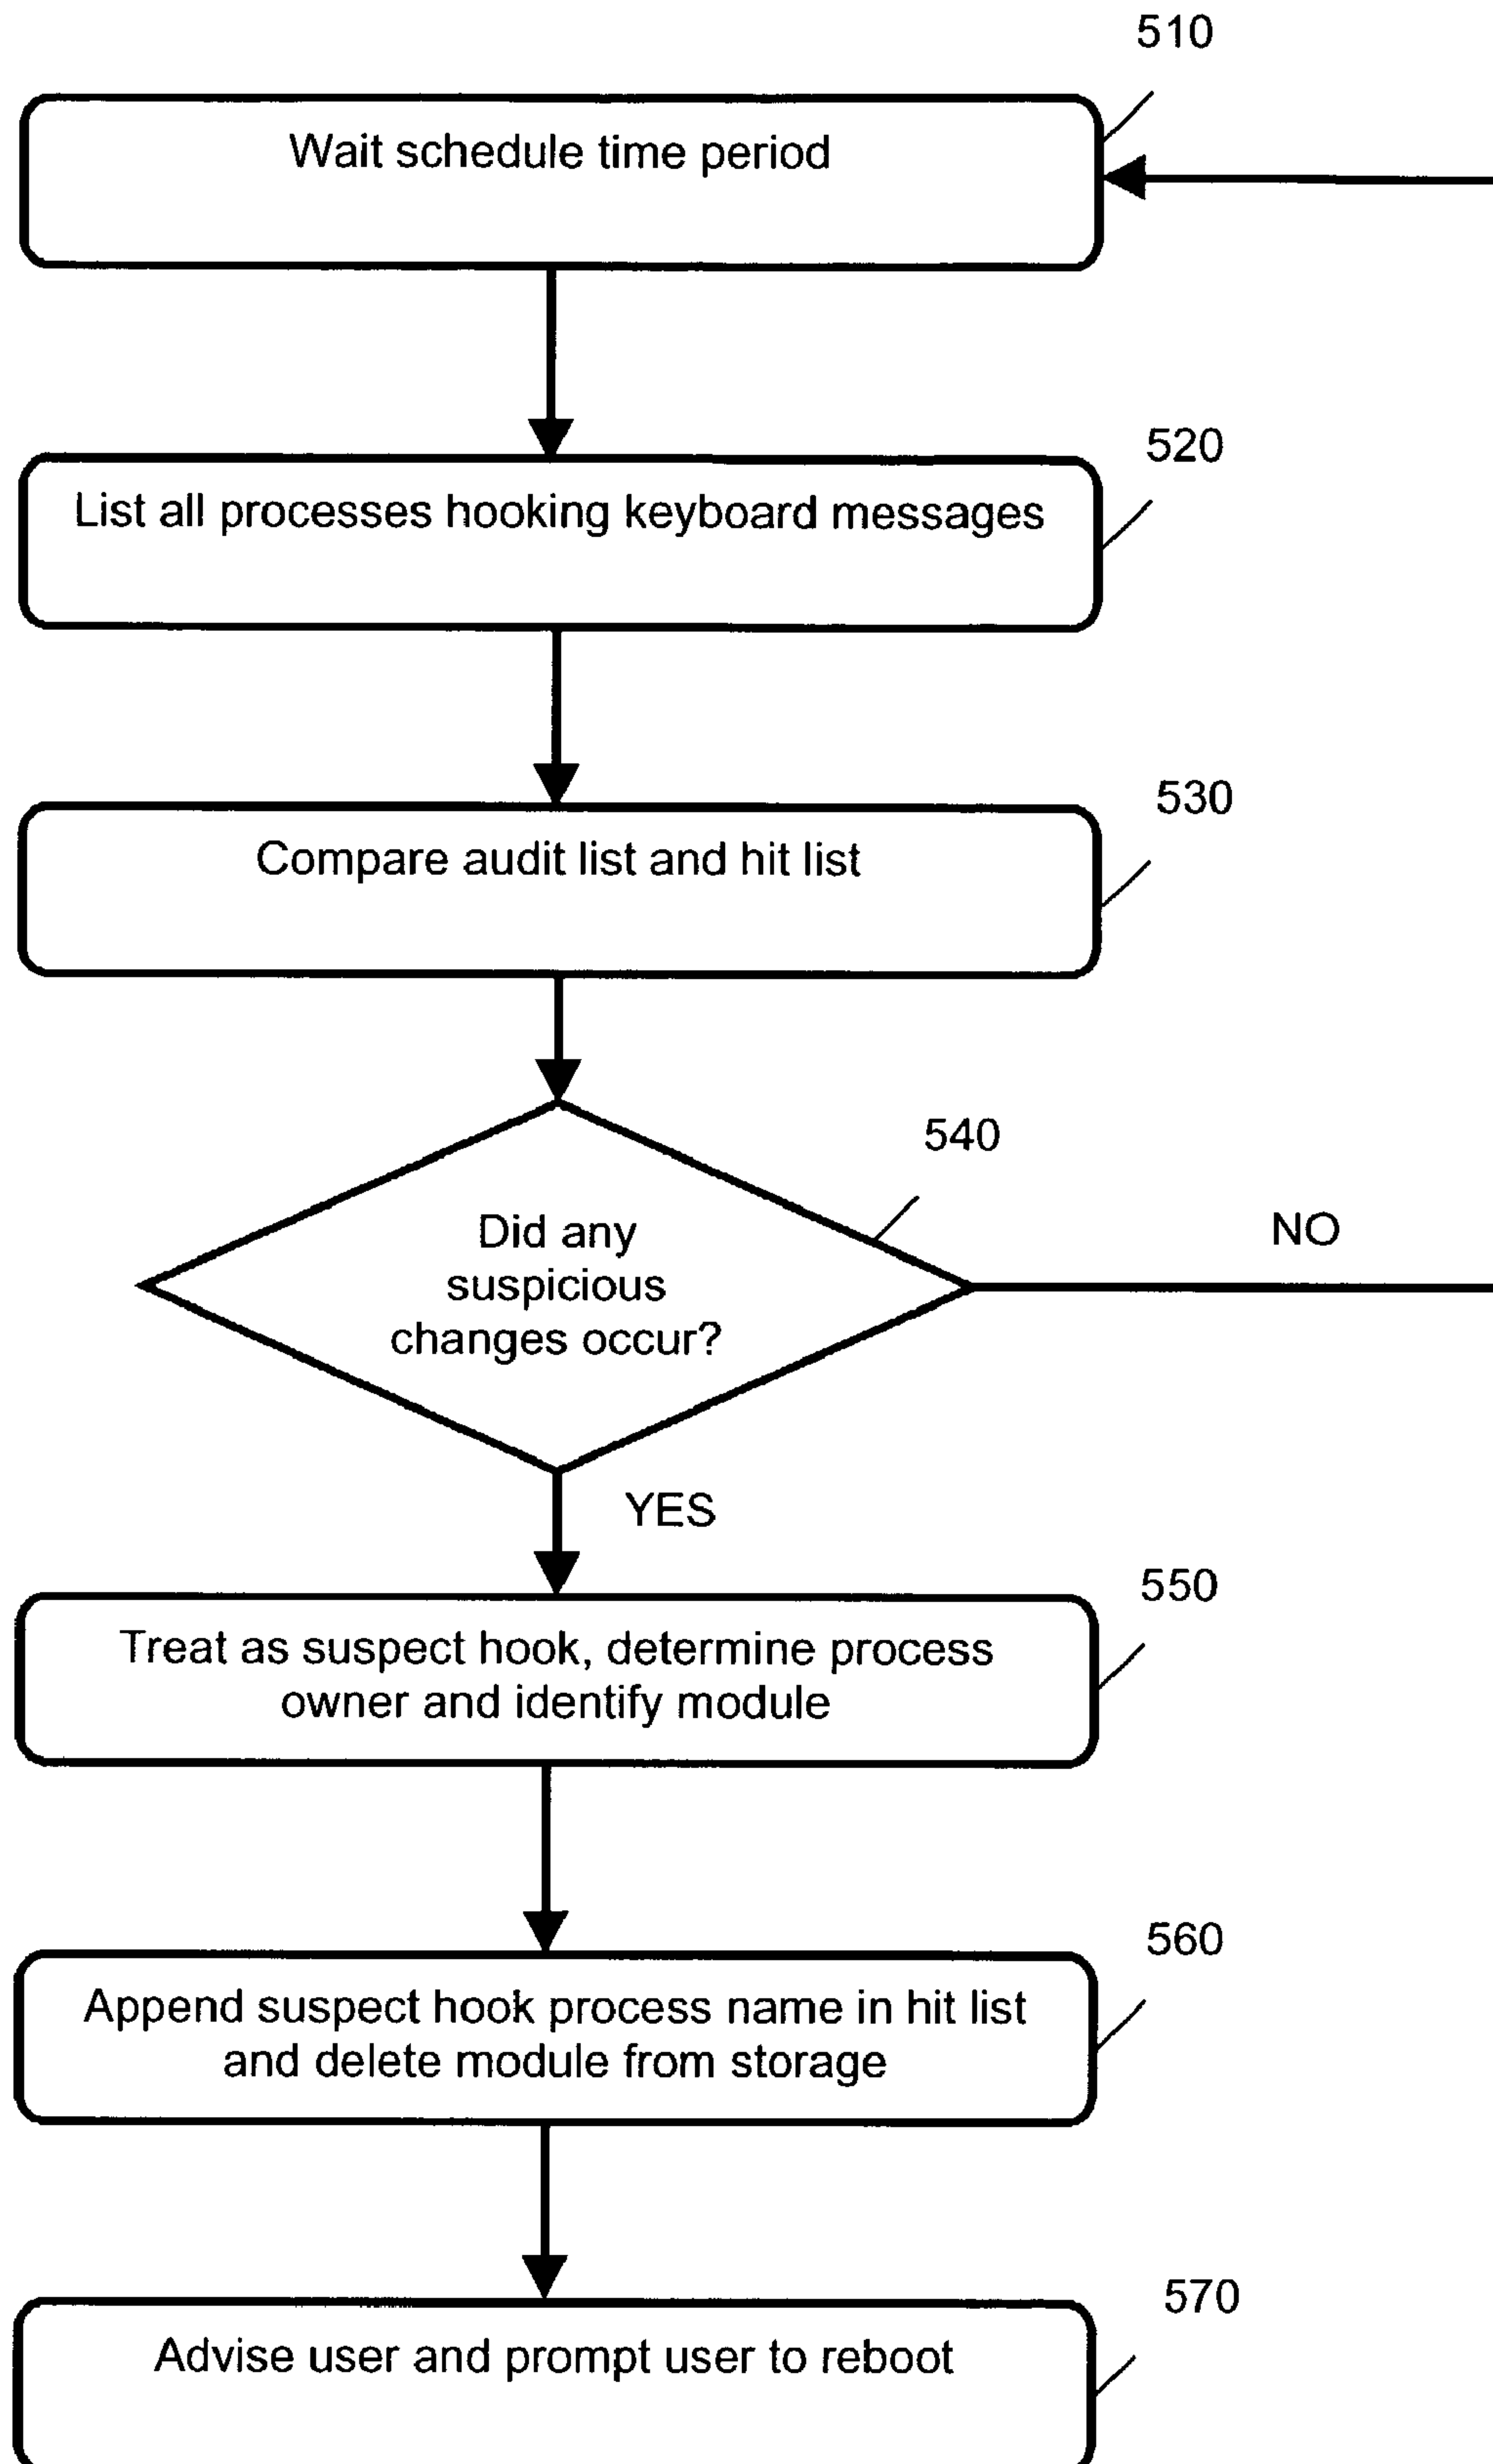 510
Wait schedule time period
520
List all processes hooking keyboard messages
530
Compare audit list and hit list
540
Did any
suspicious
changes occur?
NO
YES
550
Treat as suspect hook, determine process
owner and identify module
560
Append suspect hook process name in hit list
and delete module from storage
570
Advise user and prompt user to reboot